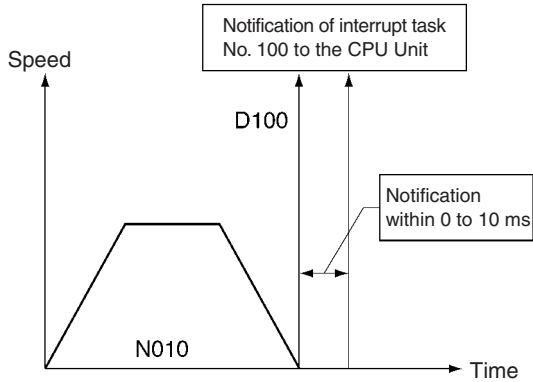 Notification of interrupt task
No. 100 to the CPU Unit
Speed
D100
Notification
within 0 to 10 ms
N010
Time